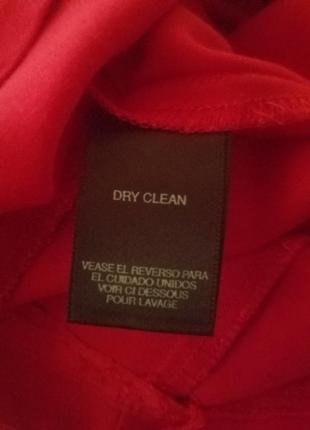 DRY CLEAN
VEASE EL REVERSO PARA
EL CUIDADO UNIDOS
VOIR CI DESSOUS
POUR LAVAGE